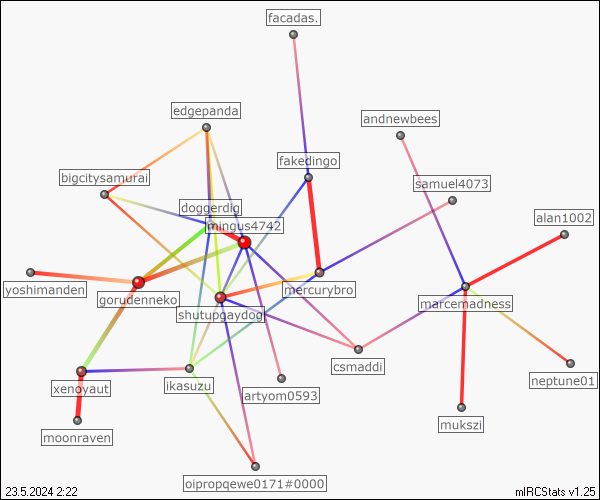 facadas.
edgepanda
andnewbees
fakedingo
bigcitysamurai
samuel4073
doggerdig
mingus4742
alan1002
yoshimanden
gorudenneko
mercurybro
marcemadness
shutupgaydog
csmaddi
neptune01
xenoyaut
ikasuzu
artyom0593
moonraven
mukszi
oipropqewe0171#0000
23.5.2024 2:22
mIRCStats v1.25